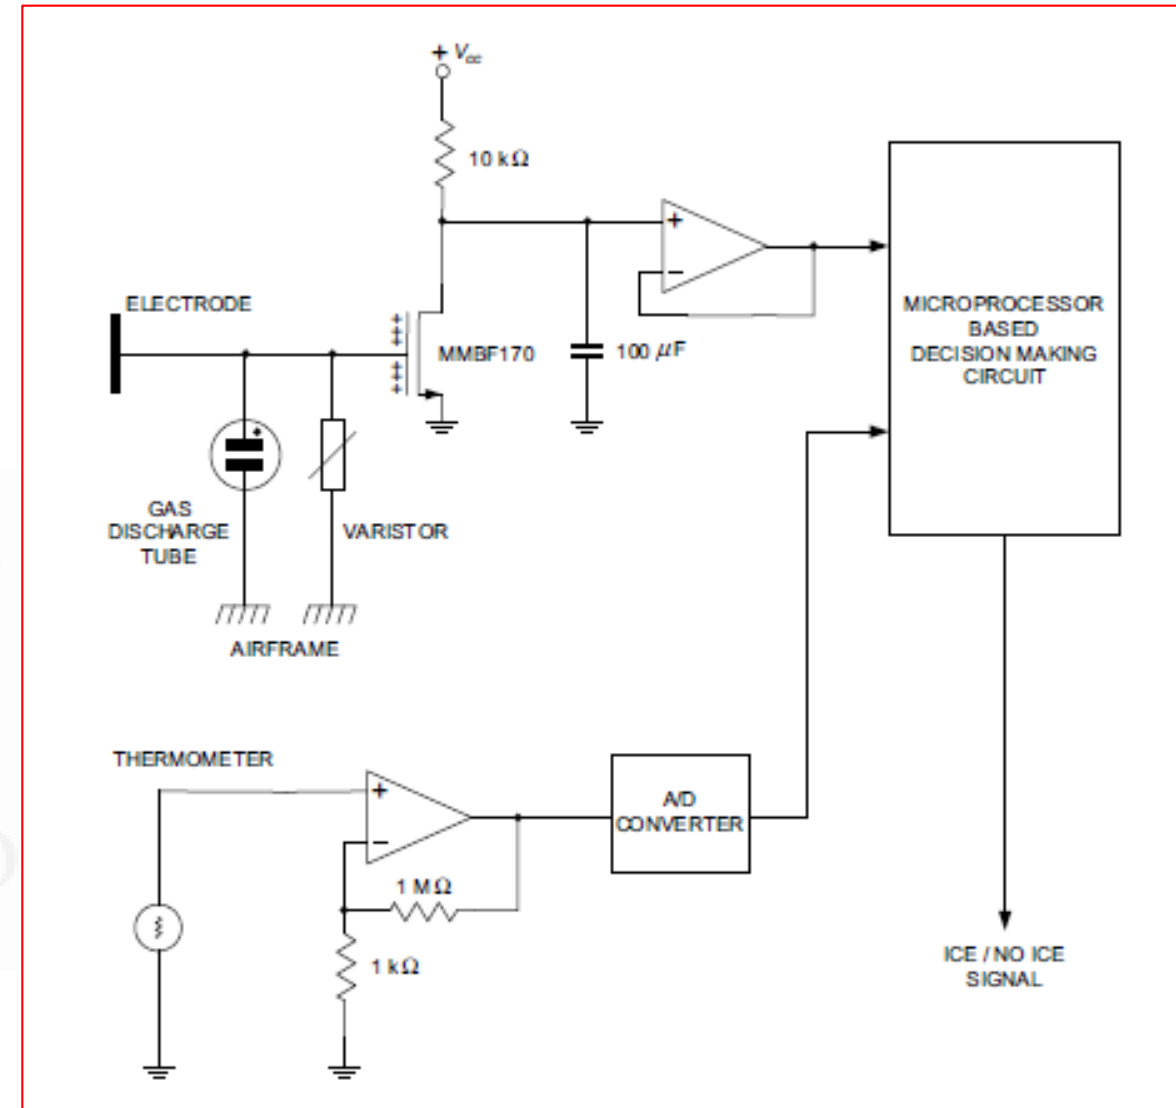 + Vcc
10 kΩ
ELECTRODE
MMBF170
100 μF
+
−
MICROPROCESSOR
BASED
DECISION MAKING
CIRCUIT
GAS
DISCHARGE
TUBE
VARISTOR
AIRFRAME
THERMOMETER
+
−
A/D
CONVERTER
1 MΩ
1 kΩ
ICE / NO ICE
SIGNAL